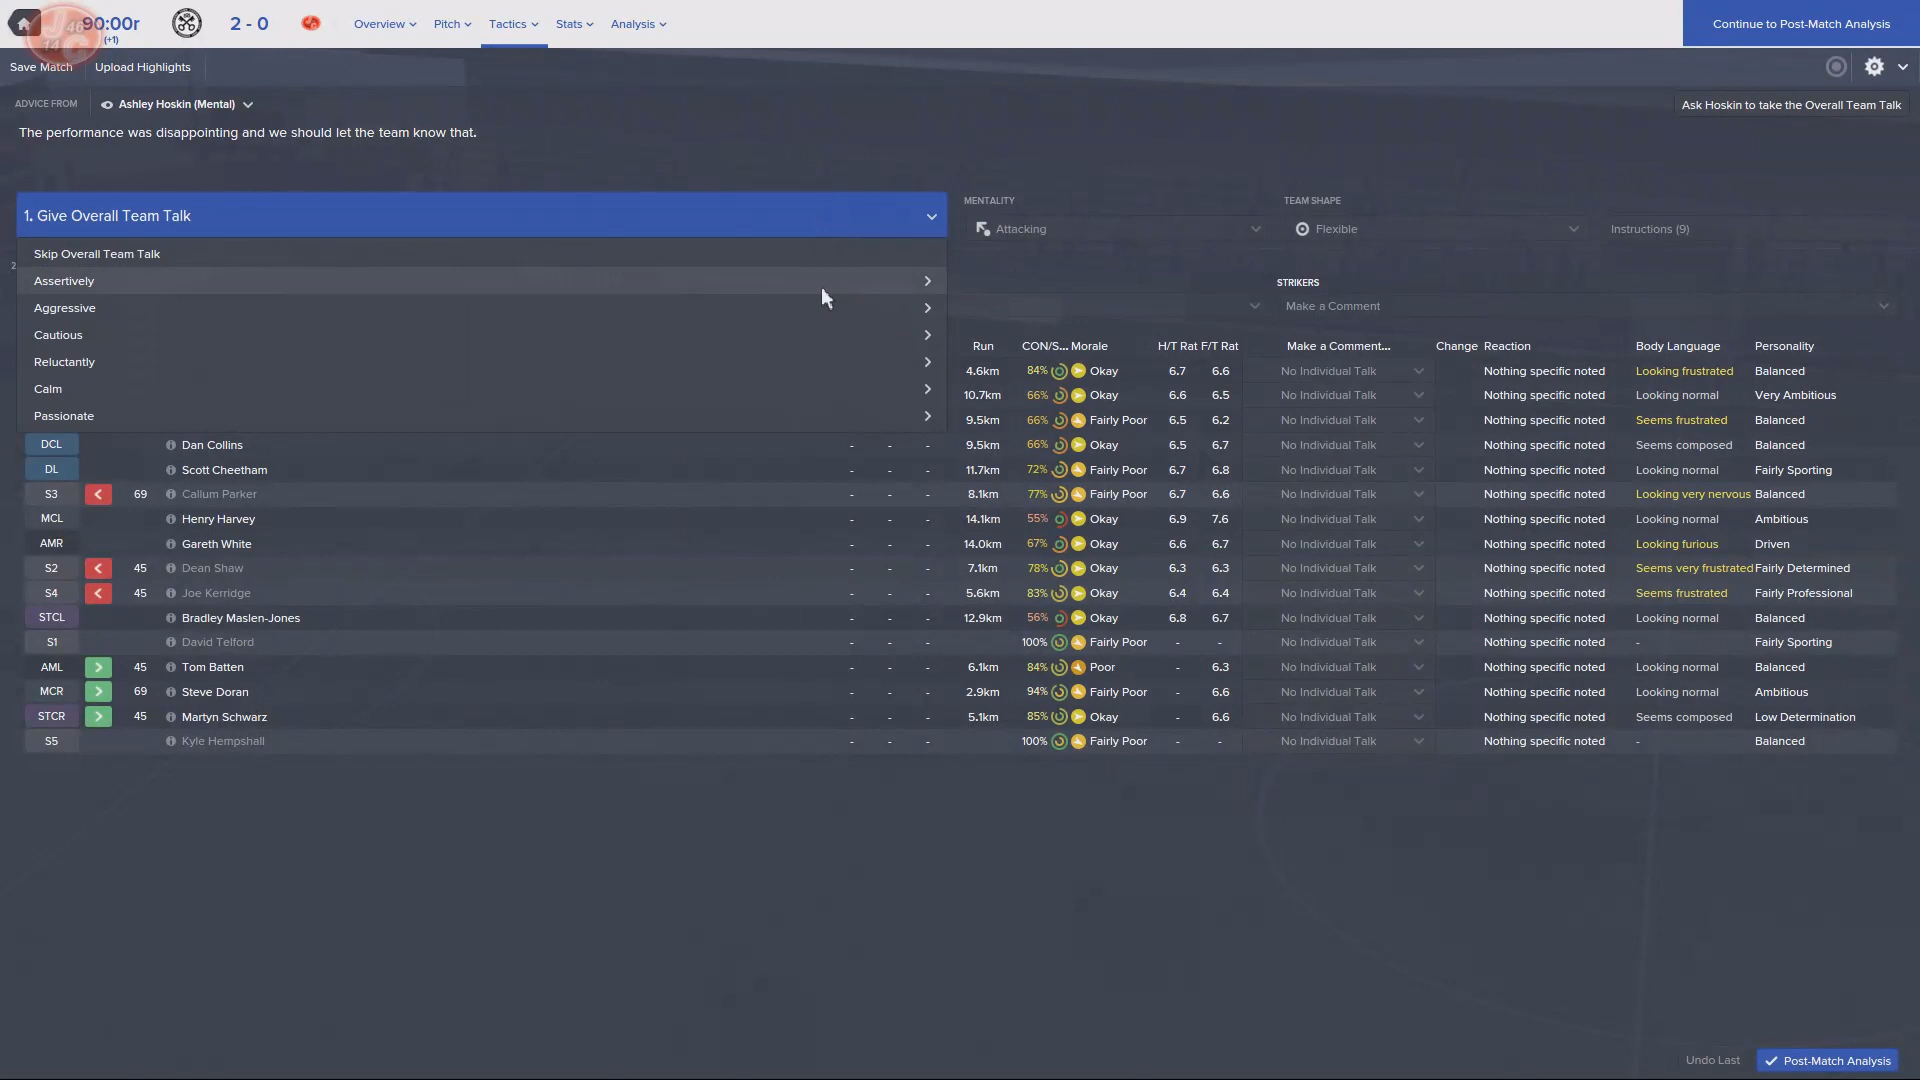 90:00r 2 - 0 Overview Pitch Tactics Stats Analysis Continue to Post-Match Analysis
(+1)
Save Match Upload Highlights
ADVICE FROM Ashley Hoskin (Mental) Ask Hoskin to take the Overall Team Talk
The performance was disappointing and we should let the team know that.
MENTALITY TEAM SHAPE
1. Give Overall Team Talk Attacking Flexible Instructions (9)
Skip Overall Team Talk
2
Assertively STRIKERS
Aggressive Make a Comment
Cautious Run CON/S... Morale H/T Rat F/T Rat Make a Comment... Change Reaction Body Language Personality
Reluctantly 4.6km 84% Okay 6.7 6.6 No Individual Talk Nothing specific noted Looking frustrated Balanced
Calm 10.7km 66% Okay 6.6 6.5 No Individual Talk Nothing specific noted Looking normal Very Ambitious
Passionate 9.5km 66% Fairly Poor 6.5 6.2 No Individual Talk Nothing specific noted Seems frustrated Balanced
DCL Dan Collins - - - 9.5km 66% Okay 6.5 6.7 No Individual Talk Nothing specific noted Seems composed Balanced
DL Scott Cheetham - - - 11.7km 72% Fairly Poor 6.7 6.8 No Individual Talk Nothing specific noted Looking normal Fairly Sporting
S3 69 Callum Parker - - - 8.1km 77% Fairly Poor 6.7 6.6 No Individual Talk Nothing specific noted Looking very nervous Balanced
MCL Henry Harvey - - - 14.1km 55% Okay 6.9 7.6 No Individual Talk Nothing specific noted Looking normal Ambitious
AMR Gareth White - - - 14.0km 67% Okay 6.6 6.7 No Individual Talk Nothing specific noted Looking furious Driven
S2 45 Dean Shaw - - - 7.1km 78% Okay 6.3 6.3 No Individual Talk Nothing specific noted Seems very frustrated Fairly Determined
S4 45 Joe Kerridge - - - 5.6km 83% Okay 6.4 6.4 No Individual Talk Nothing specific noted Seems frustrated Fairly Professional
STCL Bradley Maslen-Jones - - - 12.9km 56% Okay 6.8 6.7 No Individual Talk Nothing specific noted Looking normal Balanced
S1 David Telford - - - 100% Fairly Poor - - No Individual Talk Nothing specific noted - Fairly Sporting
AML 45 Tom Batten - - - 6.1km 84% Poor - 6.3 No Individual Talk Nothing specific noted Looking normal Balanced
MCR 69 Steve Doran - - - 2.9km 94% Fairly Poor - 6.6 No Individual Talk Nothing specific noted Looking normal Ambitious
STCR 45 Martyn Schwarz - - - 5.1km 85% Okay - 6.6 No Individual Talk Nothing specific noted Seems composed Low Determination
S5 Kyle Hempshall - - - 100% Fairly Poor - - No Individual Talk Nothing specific noted - Balanced
Undo Last Post-Match Analysis